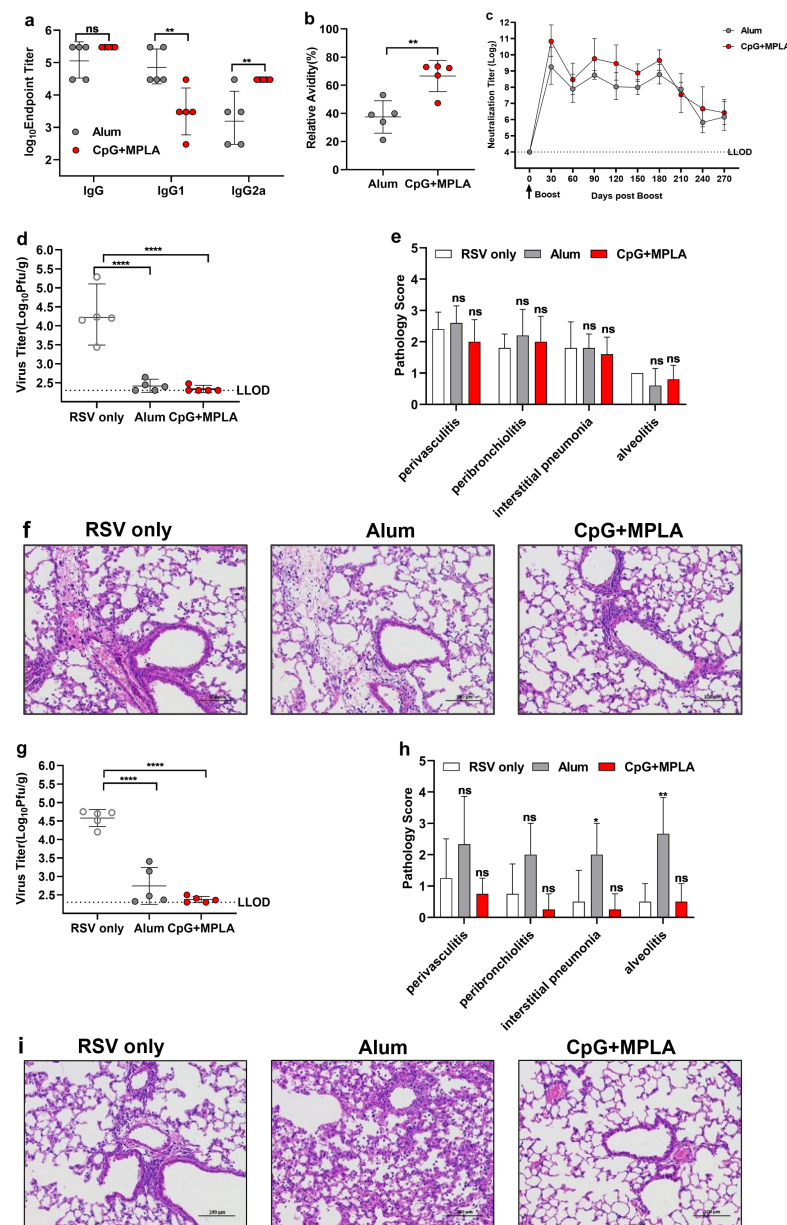 a
ns
**
**
log10Endpoint Titer
6
5
4
3
2
Alum
CpG+MPLA
IgG
IgG1
IgG2a
b
**
Relative Avidity(%)
100
80
60
40
20
0
Alum
CpG+MPLA
c
Neutralization Titer (Log2)
12
11
10
9
8
7
6
5
4
3
Alum
CpG+MPLA
LLOD
0 30 60 90 120 150 180 210 240 270
Boost
Days post Boost
d
Virus Titer(Log10Pfu/g)
6.0
5.5
5.0
4.5
4.0
3.5
3.0
2.5
****
****
LLOD
RSV only
Alum
CpG+MPLA
e
RSV only
Alum
CpG+MPLA
Pathology Score
5
4
3
2
1
0
ns ns
ns ns
ns ns
ns ns
perivasculitis
peribronchiolitis
interstitial pneumonia
alveolitis
f
RSV only
Alum
CpG+MPLA
g
Virus Titer(Log10Pfu/g)
6.0
5.5
5.0
4.5
4.0
3.5
3.0
2.5
****
****
LLOD
RSV only
Alum
CpG+MPLA
h
RSV only
Alum
CpG+MPLA
Pathology Score
5
4
3
2
1
0
ns ns
ns ns
* ns
** ns
perivasculitis
peribronchiolitis
interstitial pneumonia
alveolitis
i
RSV only
Alum
CpG+MPLA
200 μm